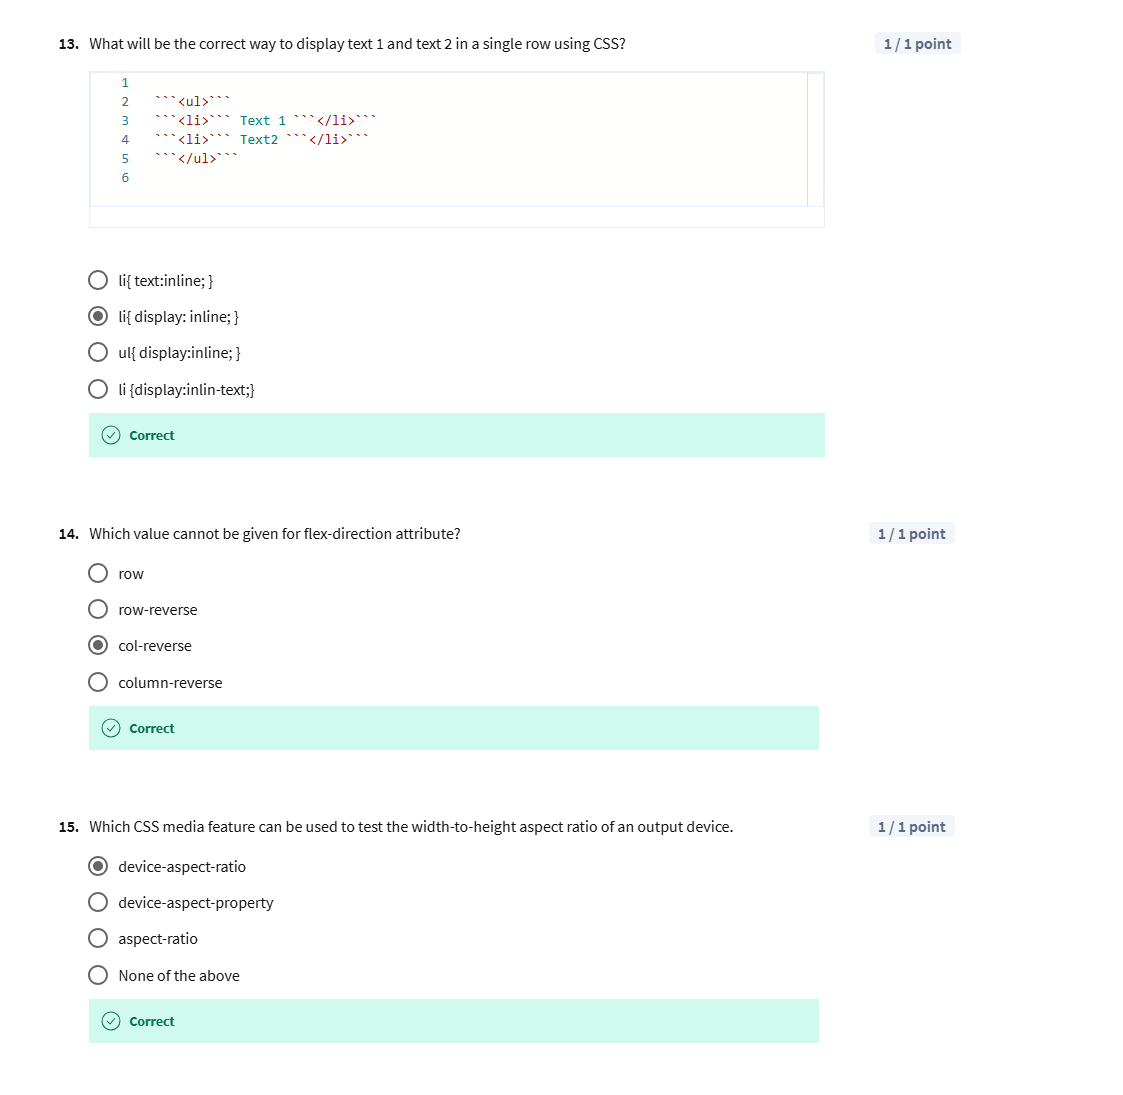 13. What will be the correct way to display text 1 and text 2 in a single row using CSS?
1 / 1 point
1
2 ```<ul>```
3 ```<li>``` Text 1 ```</li>```
4 ```<li>``` Text2 ```</li>```
5 ```</ul>```
6
li{ text:inline; }
li{ display: inline; }
ul{ display:inline; }
li {display:inlin-text;}
Correct
14. Which value cannot be given for flex-direction attribute?
1 / 1 point
row
row-reverse
col-reverse
column-reverse
Correct
15. Which CSS media feature can be used to test the width-to-height aspect ratio of an output device.
1 / 1 point
device-aspect-ratio
device-aspect-property
aspect-ratio
None of the above
Correct